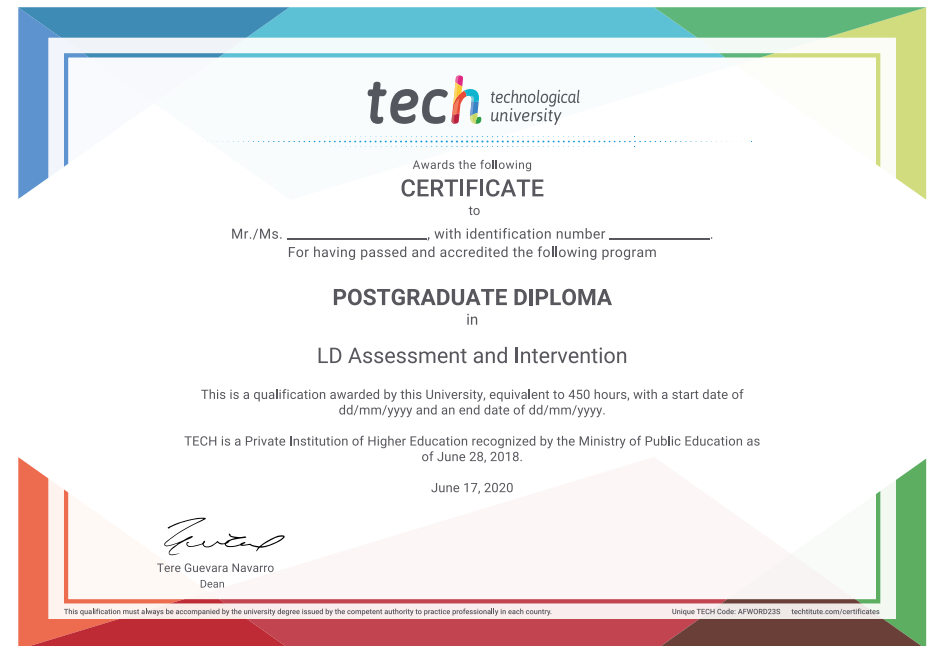 tech technological
university
Awards the following
CERTIFICATE
to
Mr./Ms. ____________________, with identification number ______________.
For having passed and accredited the following program
POSTGRADUATE DIPLOMA
in
LD Assessment and Intervention
This is a qualification awarded by this University, equivalent to 450 hours, with a start date of
dd/mm/yyyy and an end date of dd/mm/yyyy.
TECH is a Private Institution of Higher Education recognized by the Ministry of Public Education as
of June 28, 2018.
June 17, 2020
Tere Guevara Navarro
Dean
This qualification must always be accompanied by the university degree issued by the competent authority to practice professionally in each country.
Unique TECH Code: AFWORD23S techtitute.com/certificates